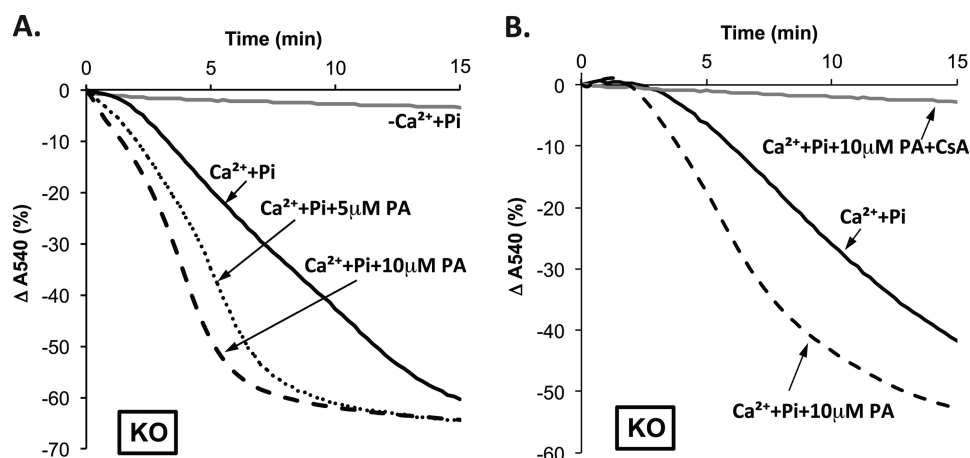 A.
Time (min)
0 5 10 15
0
-10
-20
-30
-40
-50
-60
-70
Δ A540 (%)
-Ca²⁺+Pi
Ca²⁺+Pi
Ca²⁺+Pi+5μM PA
Ca²⁺+Pi+10μM PA
KO
B.
Time (min)
0 5 10 15
0
-10
-20
-30
-40
-50
-60
Δ A540 (%)
Ca²⁺+Pi+10μM PA+CsA
Ca²⁺+Pi
Ca²⁺+Pi+10μM PA
KO